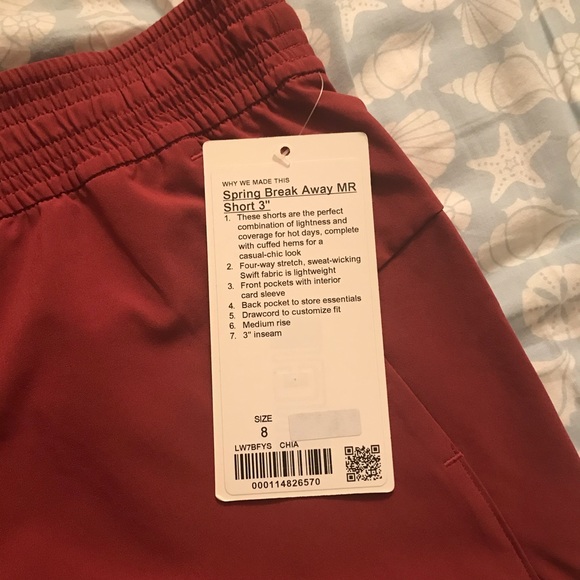 WHY WE MADE THIS
Spring Break Away MR
Short 3"
1. These shorts are the perfect
combination of lightness and
coverage for hot days, complete
with cuffed hems for a
casual-chic look
2. Four-way stretch, sweat-wicking
Swift fabric is lightweight
3. Front pockets with interior
card sleeve
4. Back pocket to store essentials
5. Drawcord to customize fit
6. Medium rise
7. 3" inseam
SIZE
8
LW7BFYS CHIA
000114826570